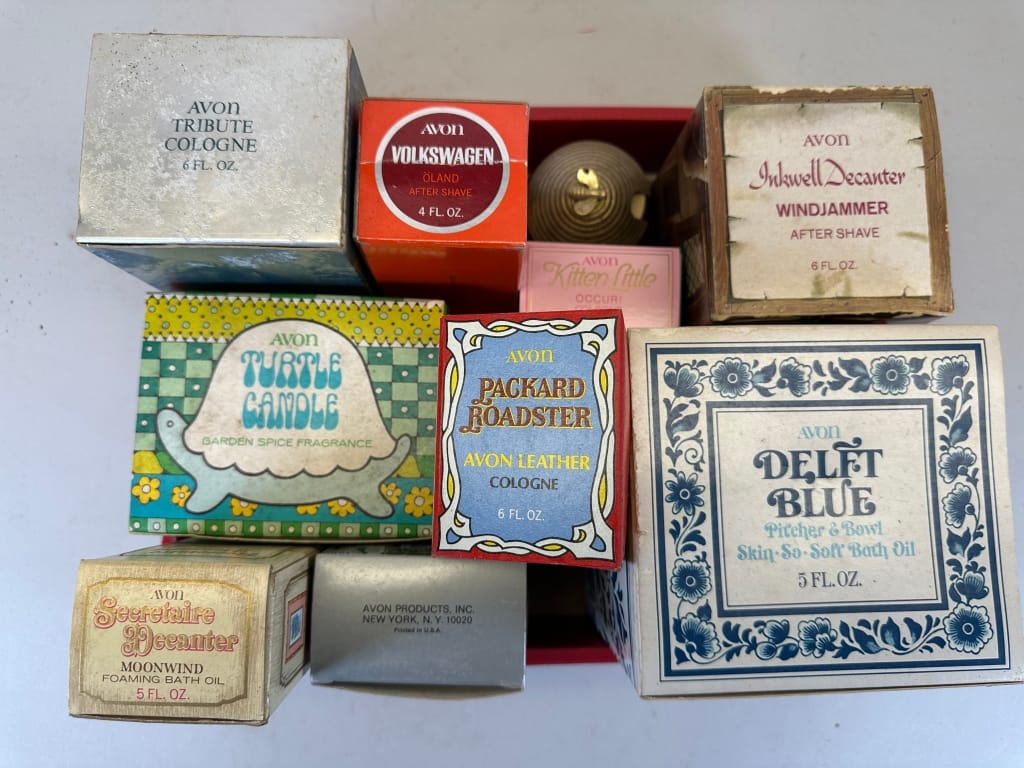 AVON
TRIBUTE
COLOGNE
6 FL. OZ.
AVON
VOLKSWAGEN
ÖLAND
AFTER SHAVE
4 FL. OZ.
AVON
Inkwell Decanter
WINDJAMMER
AFTER SHAVE
6 FL. OZ.
AVON
Kitten Little
OCCUR!
AVON
TURTLE
CANDLE
GARDEN SPICE FRAGRANCE
AVON
PACKARD
ROADSTER
AVON LEATHER
COLOGNE
6 FL. OZ.
AVON
DELFT
BLUE
Pitcher & Bowl
Skin-So-Soft Bath Oil
5 FL. OZ.
AVON
Secretaire
Decanter
MOONWIND
FOAMING BATH OIL
5 FL. OZ.
AVON PRODUCTS, INC.
NEW YORK, N.Y. 10020
Printed in U.S.A.